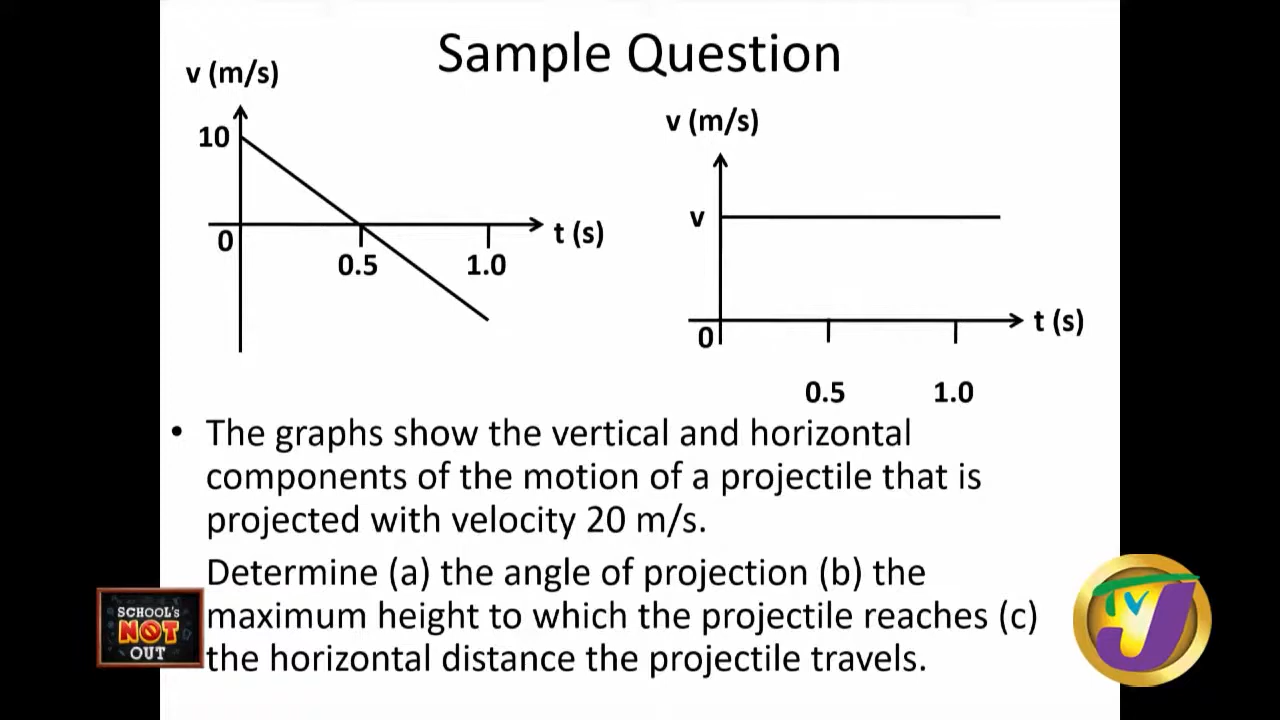 Sample Question
v (m/s)
10
0
0.5
1.0
t (s)
v (m/s)
v
0
0.5
1.0
t (s)
• The graphs show the vertical and horizontal
components of the motion of a projectile that is
projected with velocity 20 m/s.
Determine (a) the angle of projection (b) the
maximum height to which the projectile reaches (c)
the horizontal distance the projectile travels.
SCHOOL'S
NOT
OUT
TVJ